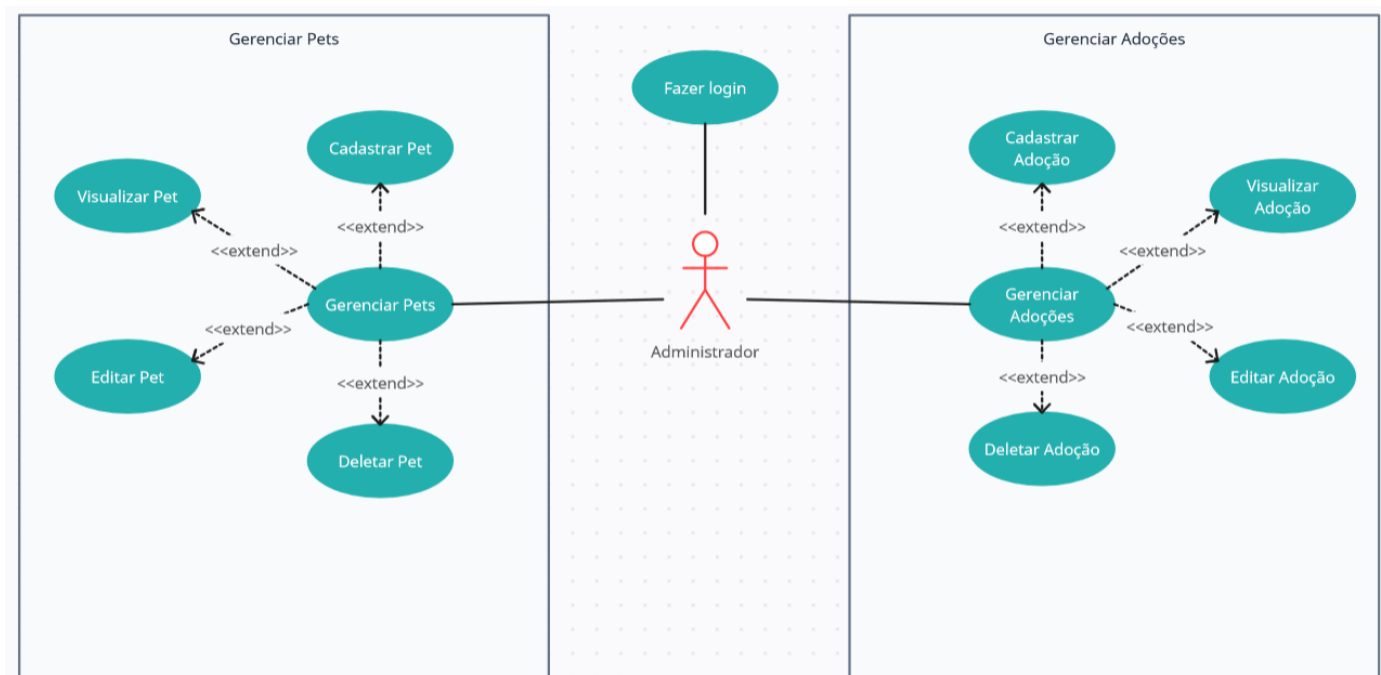 Gerenciar Pets
Cadastrar Pet
Visualizar Pet
<<extend>>
<<extend>>
Gerenciar Pets
<<extend>>
Editar Pet
<<extend>>
Deletar Pet
Fazer login
Administrador
Gerenciar Adoções
Cadastrar
Adoção
Visualizar
Adoção
<<extend>>
<<extend>>
Gerenciar
Adoções
<<extend>>
Editar Adoção
<<extend>>
Deletar Adoção